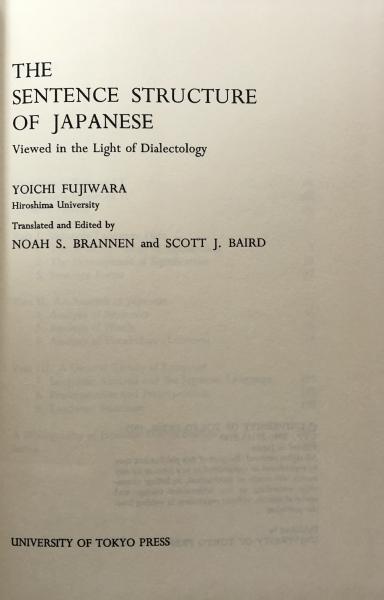 THE
SENTENCE STRUCTURE
OF JAPANESE
Viewed in the Light of Dialectology
YOICHI FUJIWARA
Hiroshima University
Translated and Edited by
NOAH S. BRANNEN and SCOTT J. BAIRD
UNIVERSITY OF TOKYO PRESS